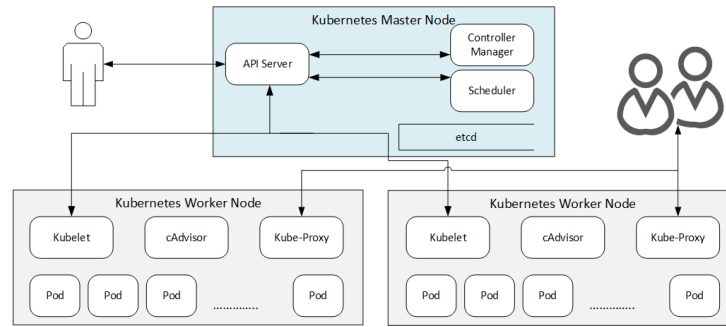 Kubernetes Master Node
Controller
Manager
API Server
Scheduler
etcd
Kubernetes Worker Node
Kubelet
cAdvisor
Kube-Proxy
Pod
Pod
Pod
..............
Pod
Kubernetes Worker Node
Kubelet
cAdvisor
Kube-Proxy
Pod
Pod
Pod
..............
Pod